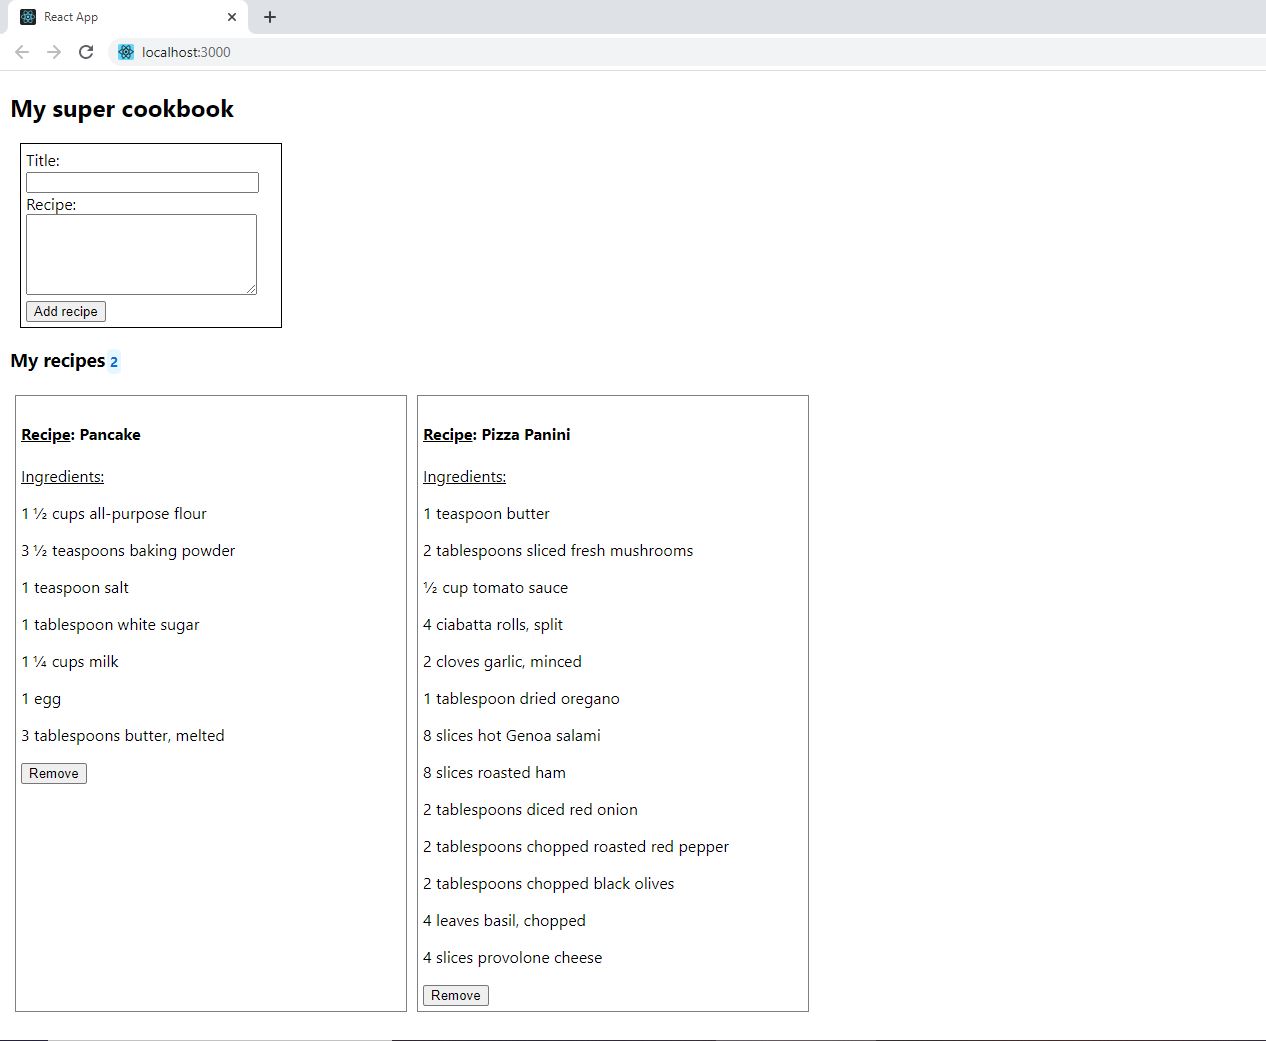 React App
localhost:3000
My super cookbook
Title:
Recipe:
Add recipe
My recipes 2
Recipe: Pancake
Ingredients:
1 ½ cups all-purpose flour
3 ½ teaspoons baking powder
1 teaspoon salt
1 tablespoon white sugar
1 ¼ cups milk
1 egg
3 tablespoons butter, melted
Remove
Recipe: Pizza Panini
Ingredients:
1 teaspoon butter
2 tablespoons sliced fresh mushrooms
½ cup tomato sauce
4 ciabatta rolls, split
2 cloves garlic, minced
1 tablespoon dried oregano
8 slices hot Genoa salami
8 slices roasted ham
2 tablespoons diced red onion
2 tablespoons chopped roasted red pepper
2 tablespoons chopped black olives
4 leaves basil, chopped
4 slices provolone cheese
Remove